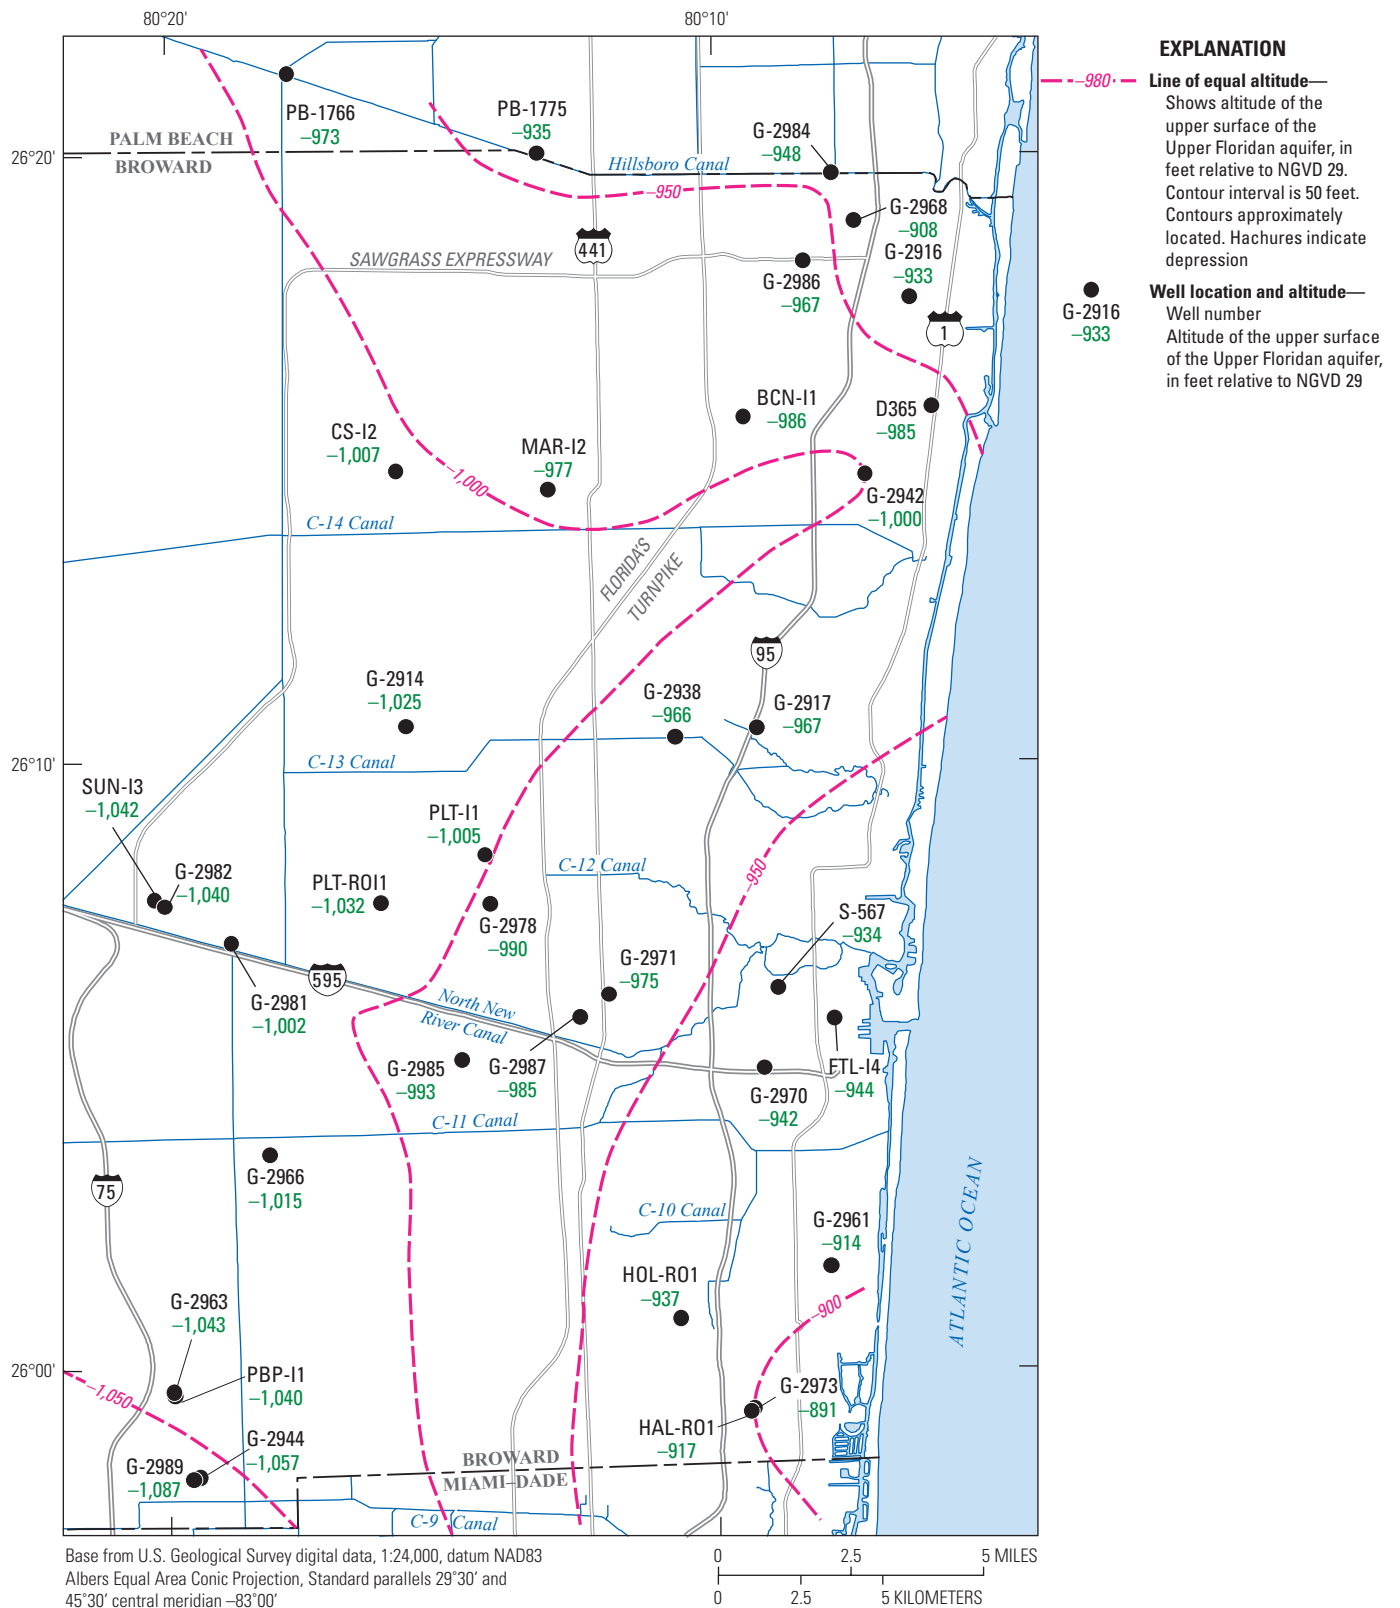 80°20'
80°10'
EXPLANATION
–980
Line of equal altitude—
Shows altitude of the
upper surface of the
Upper Floridan aquifer, in
feet relative to NGVD 29.
Contour interval is 50 feet.
Contours approximately
located. Hachures indicate
depression
G-2916
–933
Well location and altitude—
Well number
Altitude of the upper surface
of the Upper Floridan aquifer,
in feet relative to NGVD 29
PB-1766
–973
PB-1775
–935
G-2984
–948
PALM BEACH
BROWARD
26°20'
Hillsboro Canal
–950
G-2968
–908
441
SAWGRASS EXPRESSWAY
G-2986
–967
G-2916
–933
1
BCN-I1
–986
D365
–985
CS-I2
–1,007
MAR-I2
–977
–1,000
G-2942
–1,000
C-14 Canal
FLORIDA'S
TURNPIKE
95
G-2914
–1,025
G-2938
–966
G-2917
–967
C-13 Canal
26°10'
SUN-I3
–1,042
PLT-I1
–1,005
C-12 Canal
–950
G-2982
–1,040
PLT-ROI1
–1,032
G-2978
–990
S-567
–934
G-2971
–975
595
G-2981
–1,002
North New
River Canal
G-2985
–993
G-2987
–985
FTL-I4
–944
G-2970
–942
C-11 Canal
G-2966
–1,015
75
C-10 Canal
G-2961
–914
ATLANTIC OCEAN
HOL-RO1
–937
–900
G-2963
–1,043
26°00'
PBP-I1
–1,040
–1,050
G-2973
–891
HAL-RO1
–917
G-2944
–1,057
G-2989
–1,087
BROWARD
MIAMI–DADE
C-9 Canal
Base from U.S. Geological Survey digital data, 1:24,000, datum NAD83
Albers Equal Area Conic Projection, Standard parallels 29°30' and
45°30' central meridian –83°00'
0 2.5 5 MILES
0 2.5 5 KILOMETERS